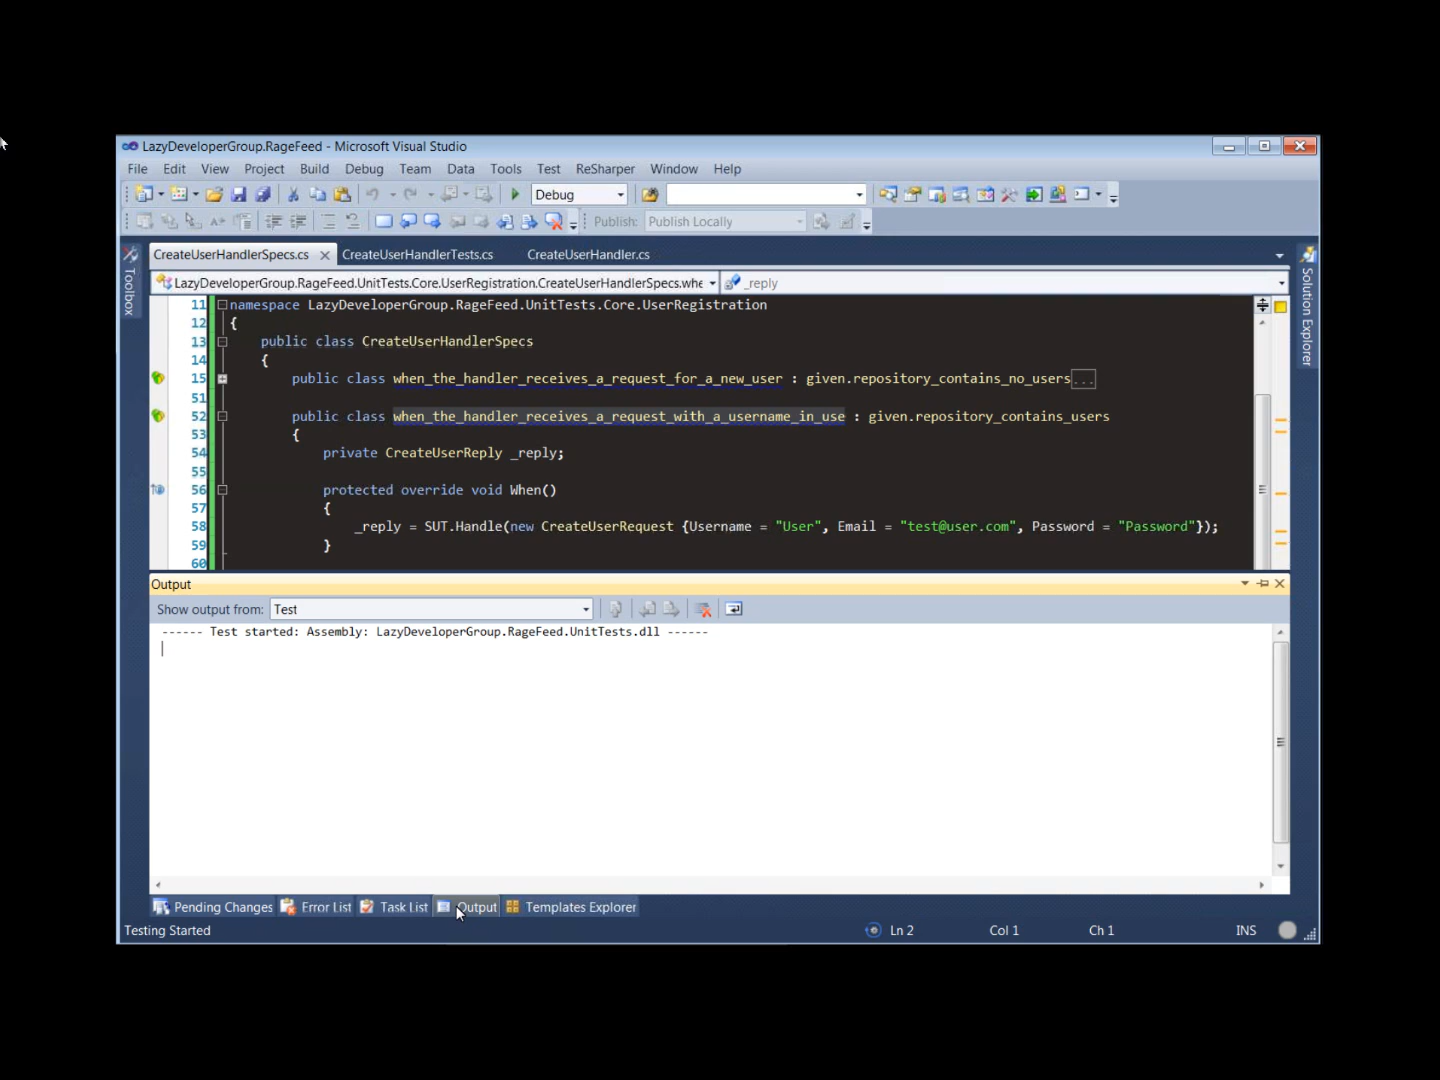 LazyDeveloperGroup.RageFeed - Microsoft Visual Studio
File Edit View Project Build Debug Team Data Tools Test ReSharper Window Help
Debug
Publish: Publish Locally
Toolbox
CreateUserHandlerSpecs.cs CreateUserHandlerTests.cs CreateUserHandler.cs
Solution Explorer
LazyDeveloperGroup.RageFeed.UnitTests.Core.UserRegistration.CreateUserHandlerSpecs.whe _reply
11 namespace LazyDeveloperGroup.RageFeed.UnitTests.Core.UserRegistration
12 {
13 public class CreateUserHandlerSpecs
14 {
15 public class when_the_handler_receives_a_request_for_a_new_user : given.repository_contains_no_users...
51
52 public class when_the_handler_receives_a_request_with_a_username_in_use : given.repository_contains_users
53 {
54 private CreateUserReply _reply;
55
56 protected override void When()
57 {
58 _reply = SUT.Handle(new CreateUserRequest {Username = "User", Email = "test@user.com", Password = "Password"});
59 }
60
Output
Show output from: Test
------ Test started: Assembly: LazyDeveloperGroup.RageFeed.UnitTests.dll ------
Pending Changes Error List Task List Output Templates Explorer
Testing Started Ln 2 Col 1 Ch 1 INS